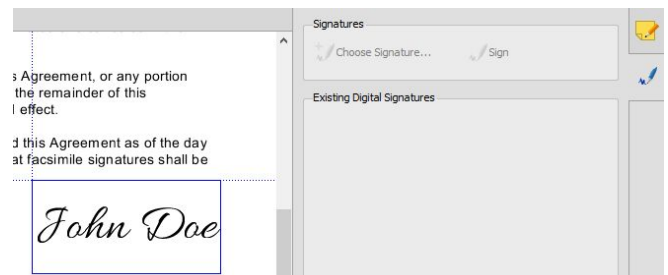 s Agreement, or any portion
the remainder of this
effect.
d this Agreement as of the day
at facsimile signatures shall be
John Doe
Signatures
Choose Signature...
Sign
Existing Digital Signatures